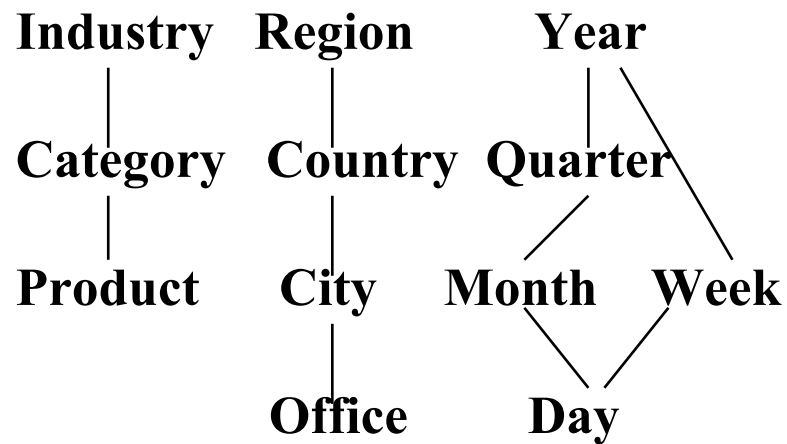 Industry Region Year
Category Country Quarter
Product City Month Week
Office Day